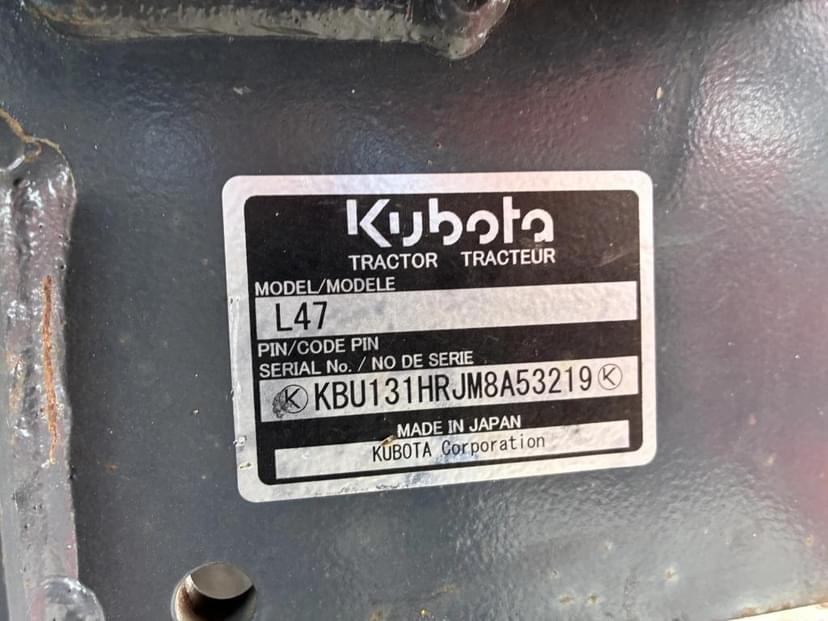 Kubota
TRACTOR TRACTEUR
MODEL/MODELE
L47
PIN/CODE PIN
SERIAL No. / NO DE SERIE
K KBU131HRJM8A53219 K
MADE IN JAPAN
KUBOTA Corporation